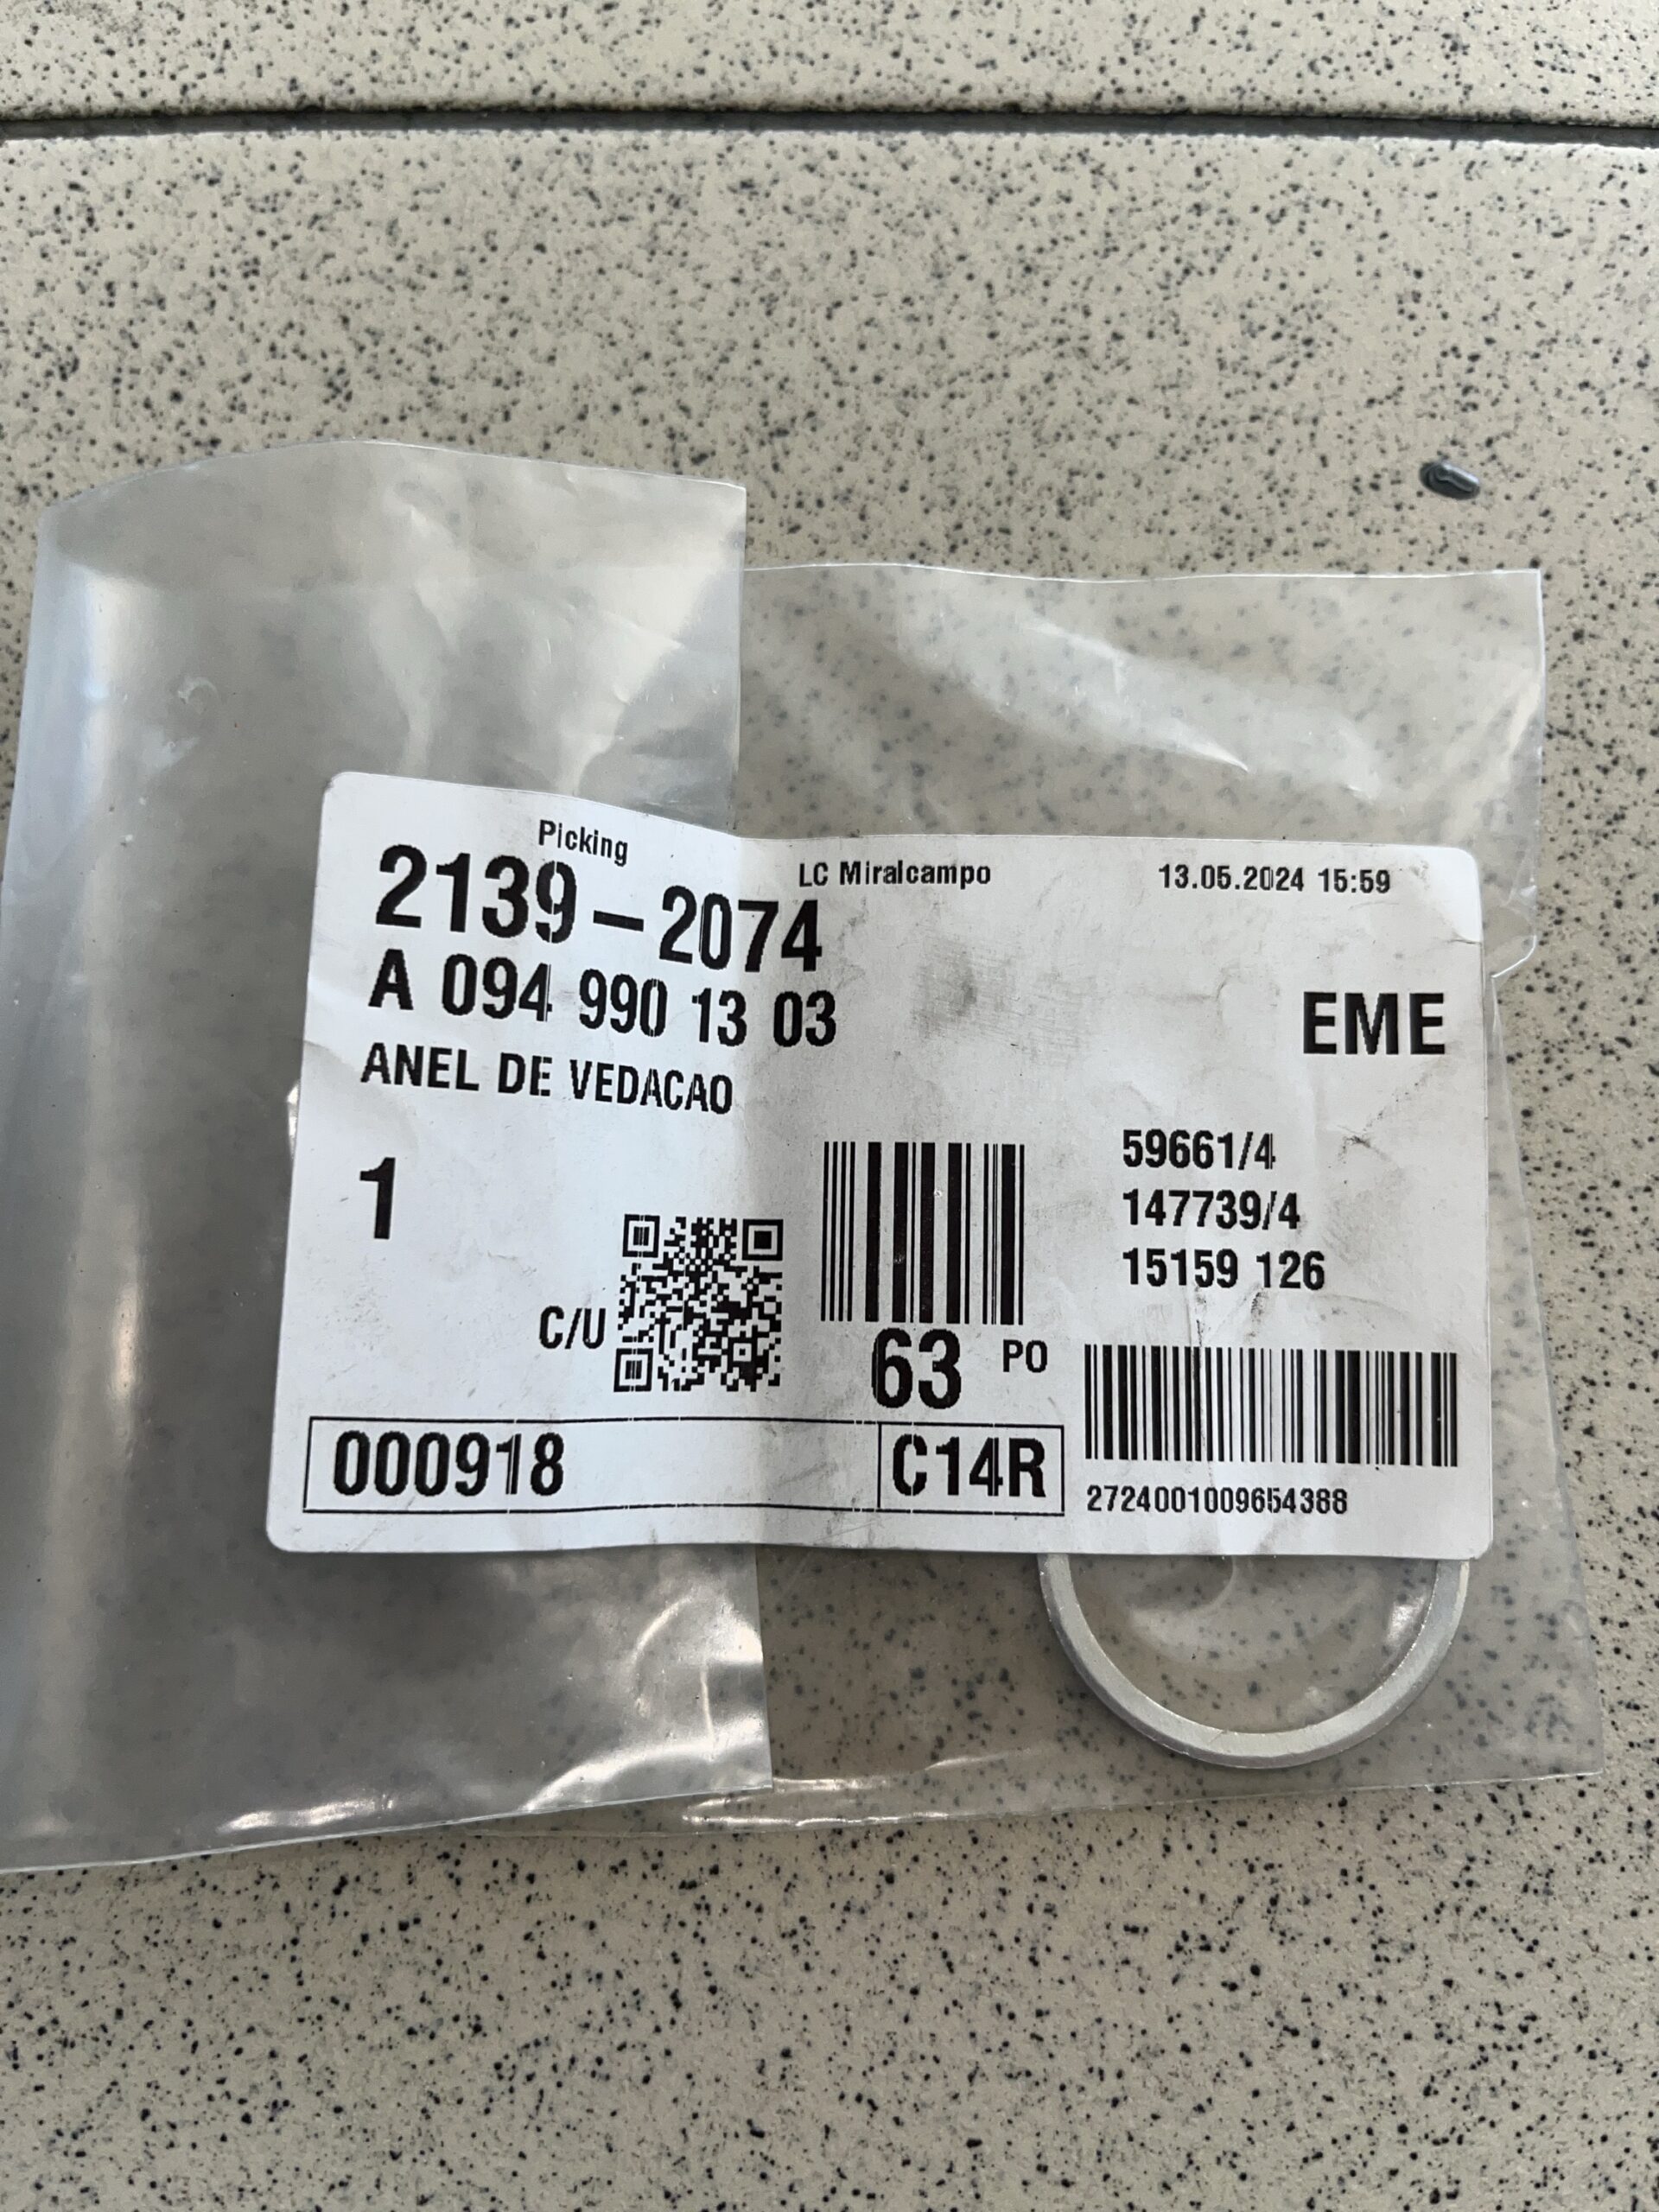 Picking
2139-2074
LC Miralcampo
13.05.2024 15:59
A 094 990 13 03
EME
ANEL DE VEDACAO
1
59661/4
147739/4
15159 126
C/U
63 PO
000918
C14R
2724001009654388